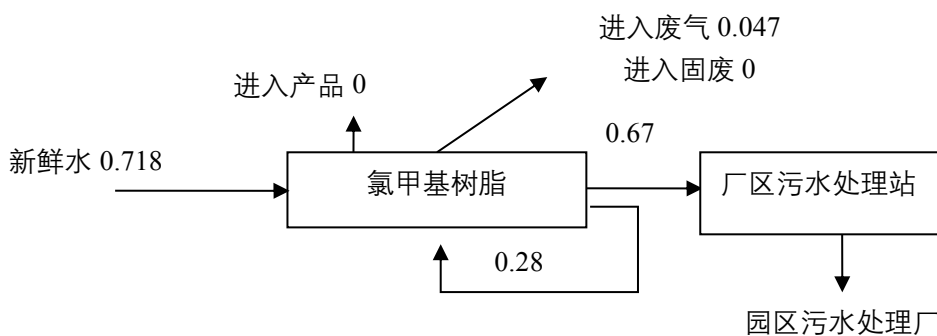 进入废气 0.047
进入固废 0
进入产品 0
0.67
新鲜水 0.718
氯甲基树脂
厂区污水处理站
0.28
园区污水处理厂